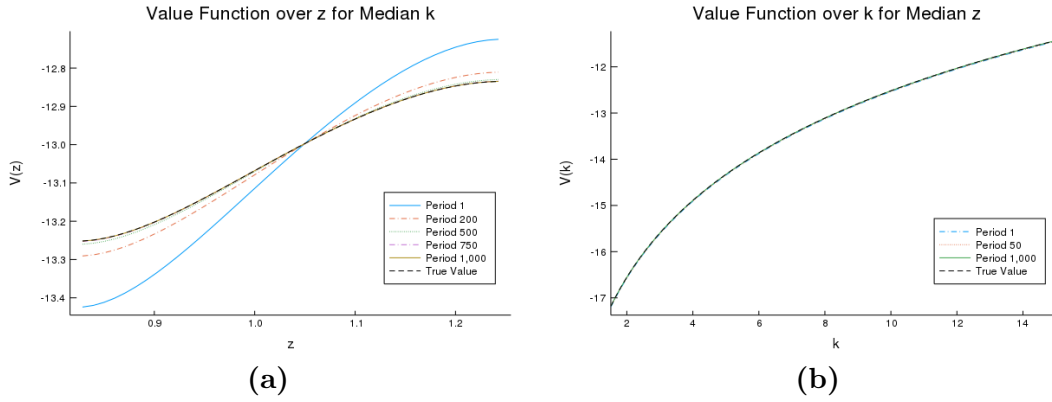 Value Function over z for Median k
-12.8
-12.9
-13.0
-13.1
-13.2
-13.3
-13.4
V(z)
0.9
1.0
1.1
1.2
z
Period 1
Period 200
Period 500
Period 750
Period 1,000
True Value
(a)
Value Function over k for Median z
-12
-13
-14
-15
-16
-17
V(k)
2
4
6
8
10
12
14
k
Period 1
Period 50
Period 1,000
True Value
(b)